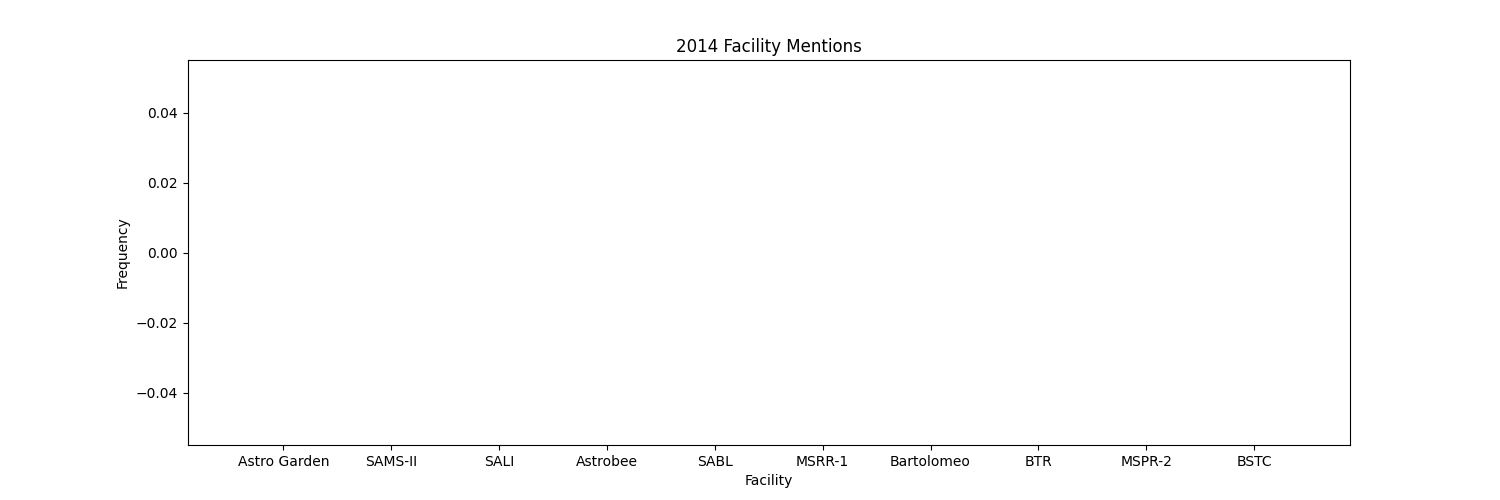 2014 Facility Mentions
0.04
0.02
0.00
−0.02
−0.04
Frequency
Astro Garden SAMS-II SALI Astrobee SABL MSRR-1 Bartolomeo BTR MSPR-2 BSTC
Facility